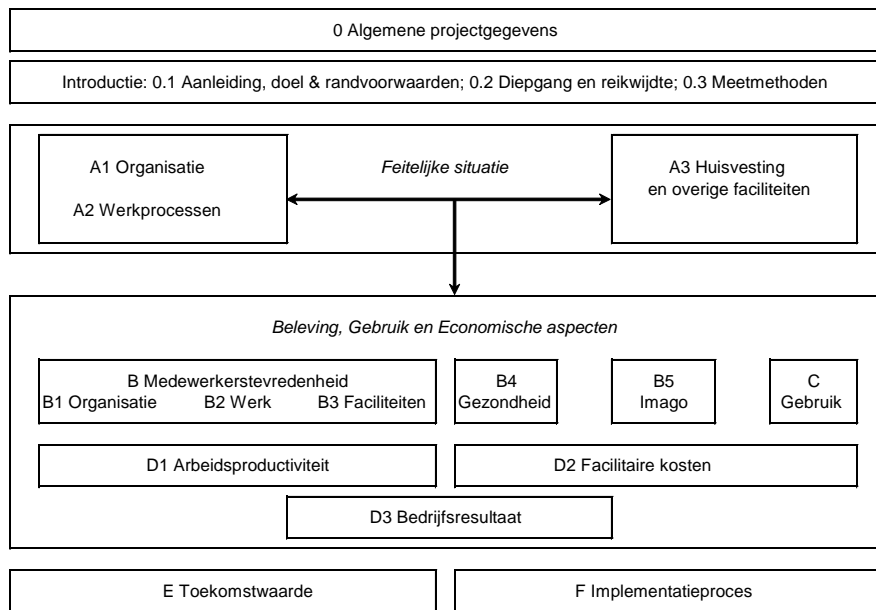 0 Algemene projectgegevens
Introductie: 0.1 Aanleiding, doel & randvoorwaarden; 0.2 Diepgang en reikwijdte; 0.3 Meetmethoden
A1 Organisatie
A2 Werkprocessen
Feitelijke situatie
A3 Huisvesting
en overige faciliteiten
Beleving, Gebruik en Economische aspecten
B Medewerkerstevredenheid
B1 Organisatie B2 Werk B3 Faciliteiten
B4
Gezondheid
B5
Imago
C
Gebruik
D1 Arbeidsproductiviteit
D2 Facilitaire kosten
D3 Bedrijfsresultaat
E Toekomstwaarde
F Implementatieproces